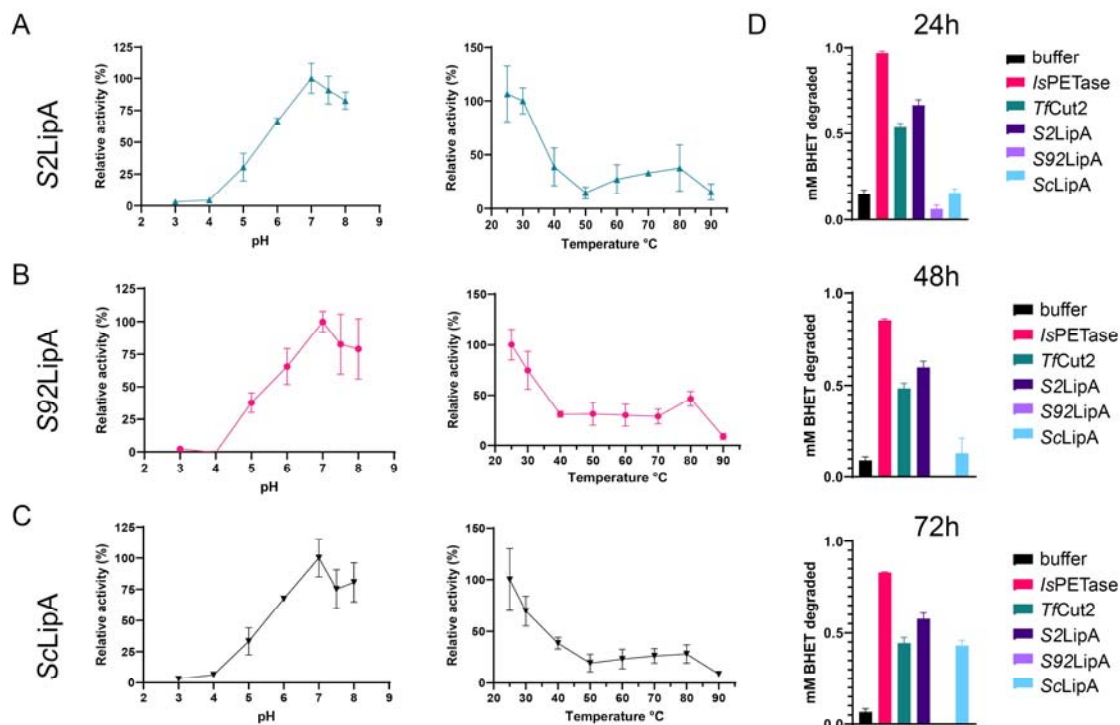 A
S2LipA
Relative activity (%)
125
100
75
50
25
0
2 3 4 5 6 7 8 9
pH
Relative activity (%)
150
100
50
0
20 30 40 50 60 70 80 90
Temperature °C
D
24h
mM BHET degraded
1.0
0.5
0.0
buffer
IsPETase
TfCut2
S2LipA
S92LipA
ScLipA
B
S92LipA
Relative activity (%)
125
100
75
50
25
0
2 3 4 5 6 7 8 9
pH
Relative activity (%)
150
100
50
0
20 30 40 50 60 70 80 90
Temperature °C
48h
mM BHET degraded
1.0
0.5
0.0
buffer
IsPETase
TfCut2
S2LipA
S92LipA
ScLipA
C
ScLipA
Relative activity (%)
125
100
75
50
25
0
2 3 4 5 6 7 8 9
pH
Relative activity (%)
150
100
50
0
20 30 40 50 60 70 80 90
Temperature °C
72h
mM BHET degraded
1.0
0.5
0.0
buffer
IsPETase
TfCut2
S2LipA
S92LipA
ScLipA